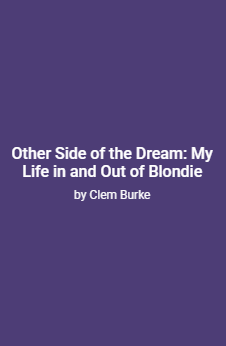 Other Side of the Dream: My
Life in and Out of Blondie
by Clem Burke